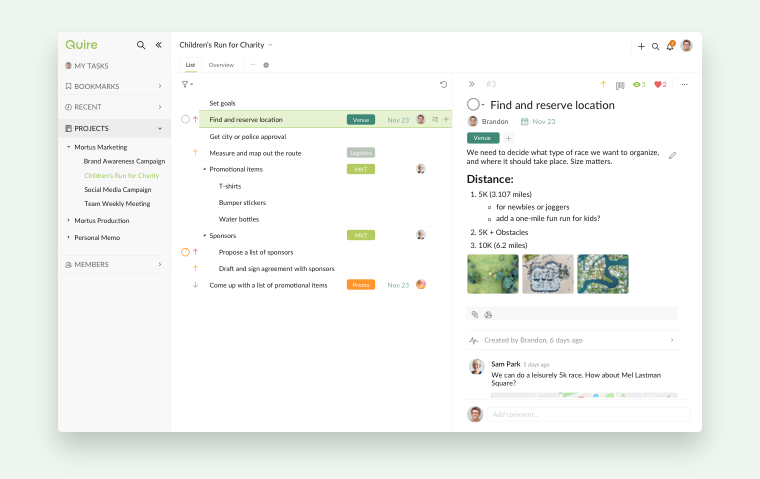 Quire
MY TASKS
BOOKMARKS
RECENT
PROJECTS
Mortus Marketing
Brand Awareness Campaign
Children's Run for Charity
Social Media Campaign
Team Weekly Meeting
Mortus Production
Personal Memo
MEMBERS
Children's Run for Charity
List Overview
Set goals
Find and reserve location Venue Nov 23
Get city or police approval
Measure and map out the route Logistics
Promotional items MKT
T-shirts
Bumper stickers
Water bottles
Sponsors MKT
Propose a list of sponsors
Draft and sign agreement with sponsors
Come up with a list of promotional items Promo Nov 23
#3 3 2
Find and reserve location
Brandon Nov 23
Venue
We need to decide what type of race we want to organize,
and where it should take place. Size matters.
Distance:
1. 5K (3.107 miles)
for newbies or joggers
add a one-mile fun run for kids?
2. 5K + Obstacles
3. 10K (6.2 miles)
Created by Brandon, 6 days ago
Sam Park 5 days ago
We can do a leisurely 5k race. How about Mel Lastman
Square?
Add comment...